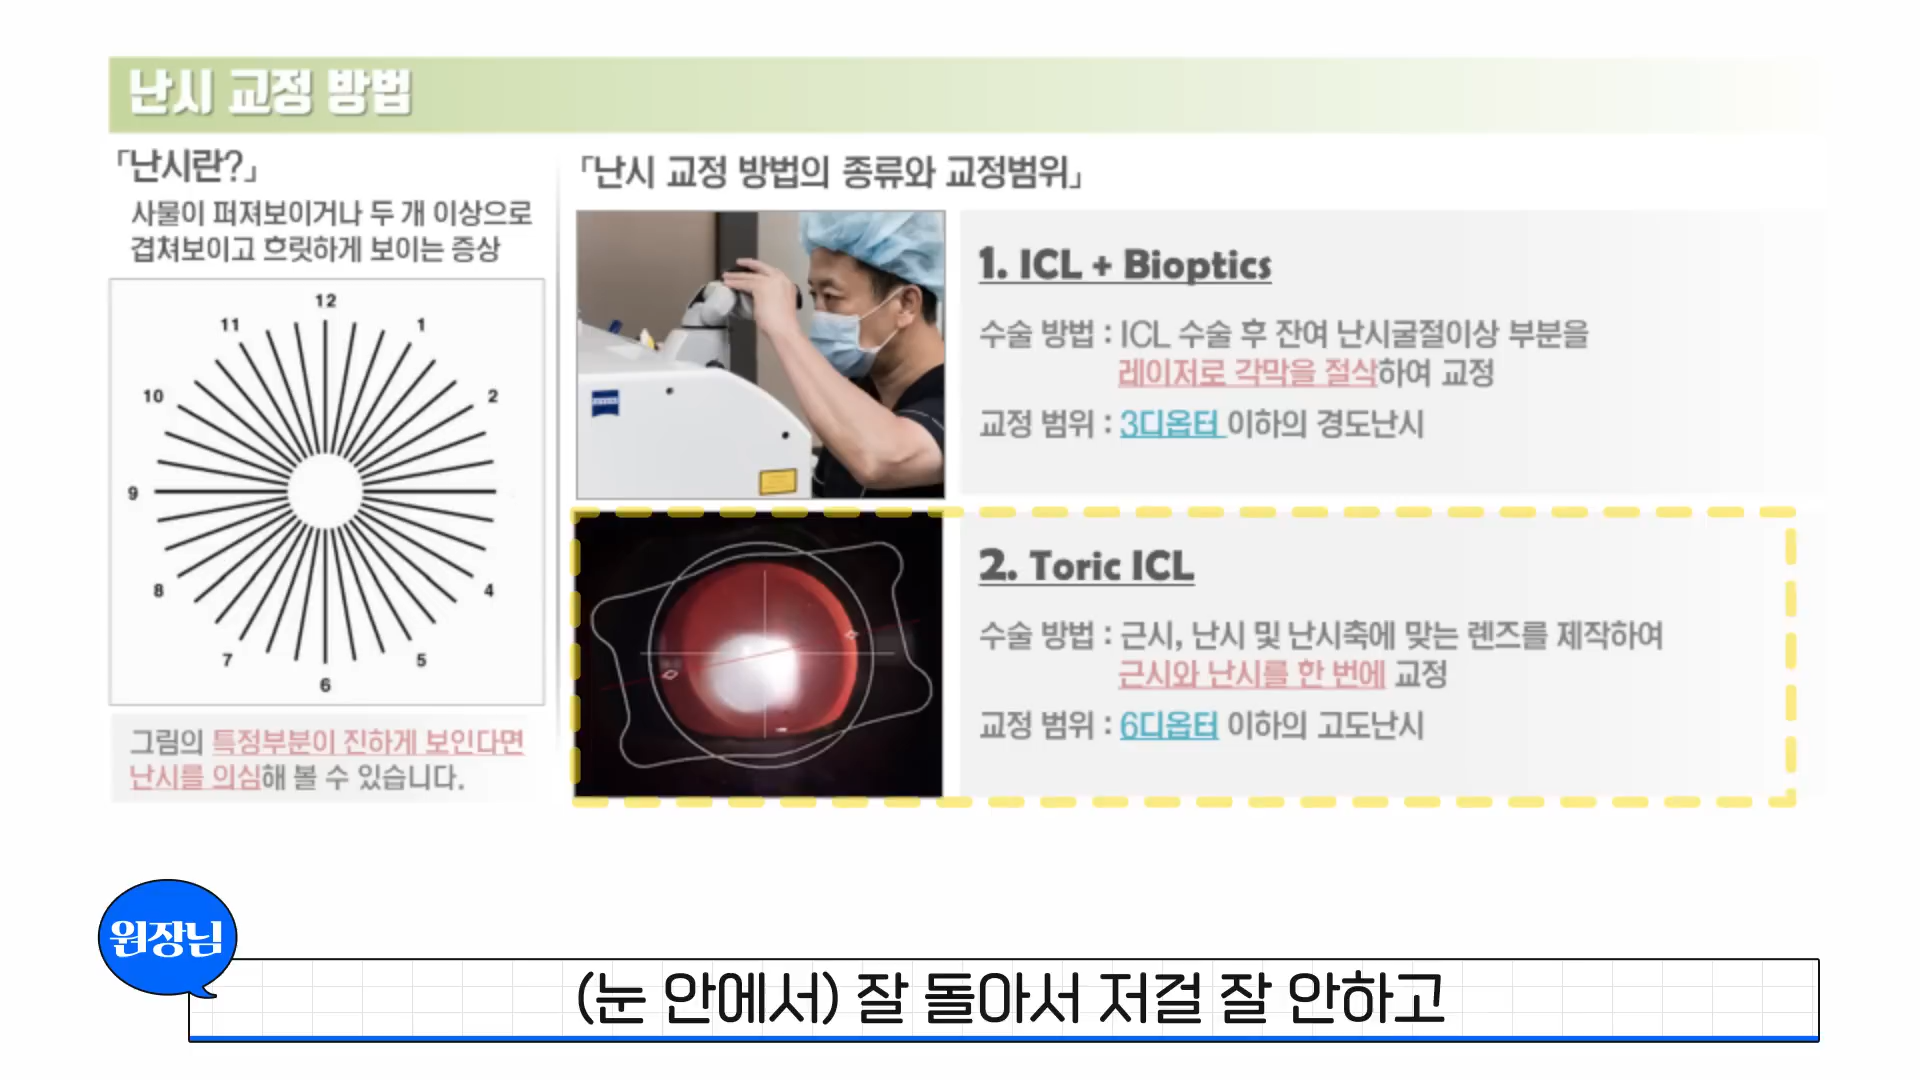 난시 교정 방법
「난시란?」
사물이 퍼져보이거나 두 개 이상으로
겹쳐보이고 흐릿하게 보이는 증상
12
11
1
10
2
9
8
4
7
5
6
그림의 특정부분이 진하게 보인다면
난시를 의심해 볼 수 있습니다.
「난시 교정 방법의 종류와 교정범위」
1. ICL + Bioptics
수술 방법 : ICL 수술 후 잔여 난시굴절이상 부분을
레이저로 각막을 절삭하여 교정
교정 범위 : 3디옵터 이하의 경도난시
2. Toric ICL
수술 방법 : 근시, 난시 및 난시축에 맞는 렌즈를 제작하여
근시와 난시를 한 번에 교정
교정 범위 : 6디옵터 이하의 고도난시
원장님
(눈 안에서) 잘 돌아서 저걸 잘 안하고